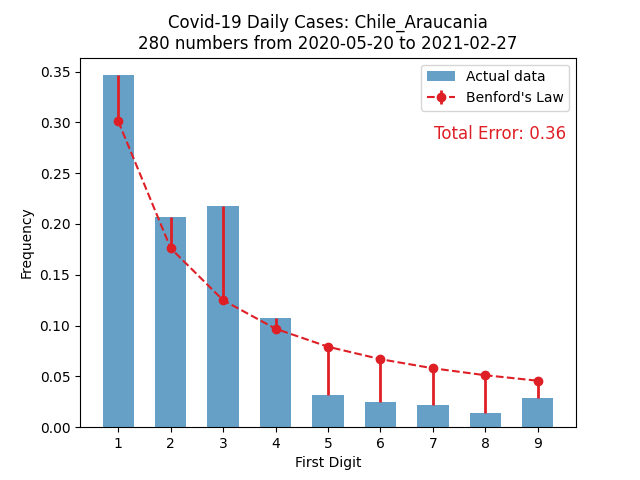 Covid-19 Daily Cases: Chile_Araucania
280 numbers from 2020-05-20 to 2021-02-27
Actual data
Benford's Law
Total Error: 0.36
Frequency
0.35
0.30
0.25
0.20
0.15
0.10
0.05
0.00
1 2 3 4 5 6 7 8 9
First Digit